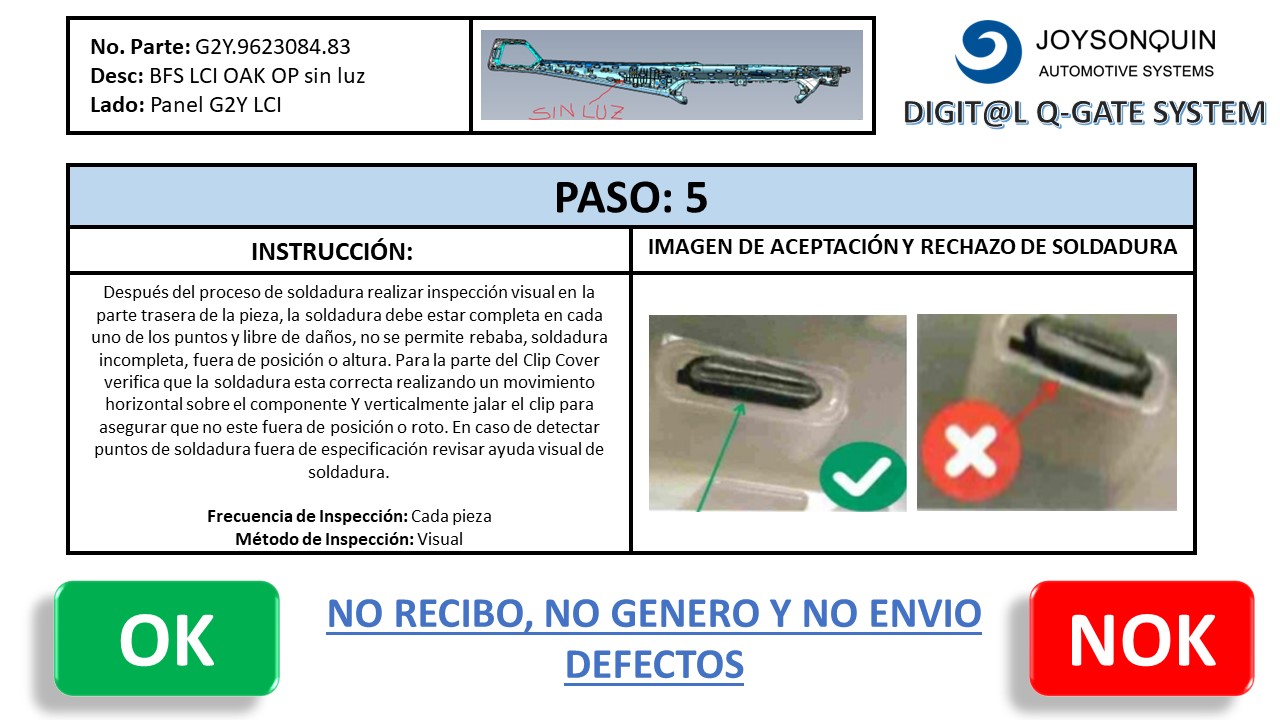 No. Parte: G2Y.9623084.83
Desc: BFS LCI OAK OP sin luz
Lado: Panel G2Y LCI
SIN LUZ
JOYSONQUIN
AUTOMOTIVE SYSTEMS
DIGIT@L Q-GATE SYSTEM
PASO: 5
INSTRUCCIÓN:
IMAGEN DE ACEPTACIÓN Y RECHAZO DE SOLDADURA
Después del proceso de soldadura realizar inspección visual en la
parte trasera de la pieza, la soldadura debe estar completa en cada
uno de los puntos y libre de daños, no se permite rebaba, soldadura
incompleta, fuera de posición o altura. Para la parte del Clip Cover
verifica que la soldadura esta correcta realizando un movimiento
horizontal sobre el componente Y verticalmente jalar el clip para
asegurar que no este fuera de posición o roto. En caso de detectar
puntos de soldadura fuera de especificación revisar ayuda visual de
soldadura.
Frecuencia de Inspección: Cada pieza
Método de Inspección: Visual
OK
NO RECIBO, NO GENERO Y NO ENVIO
DEFECTOS
NOK